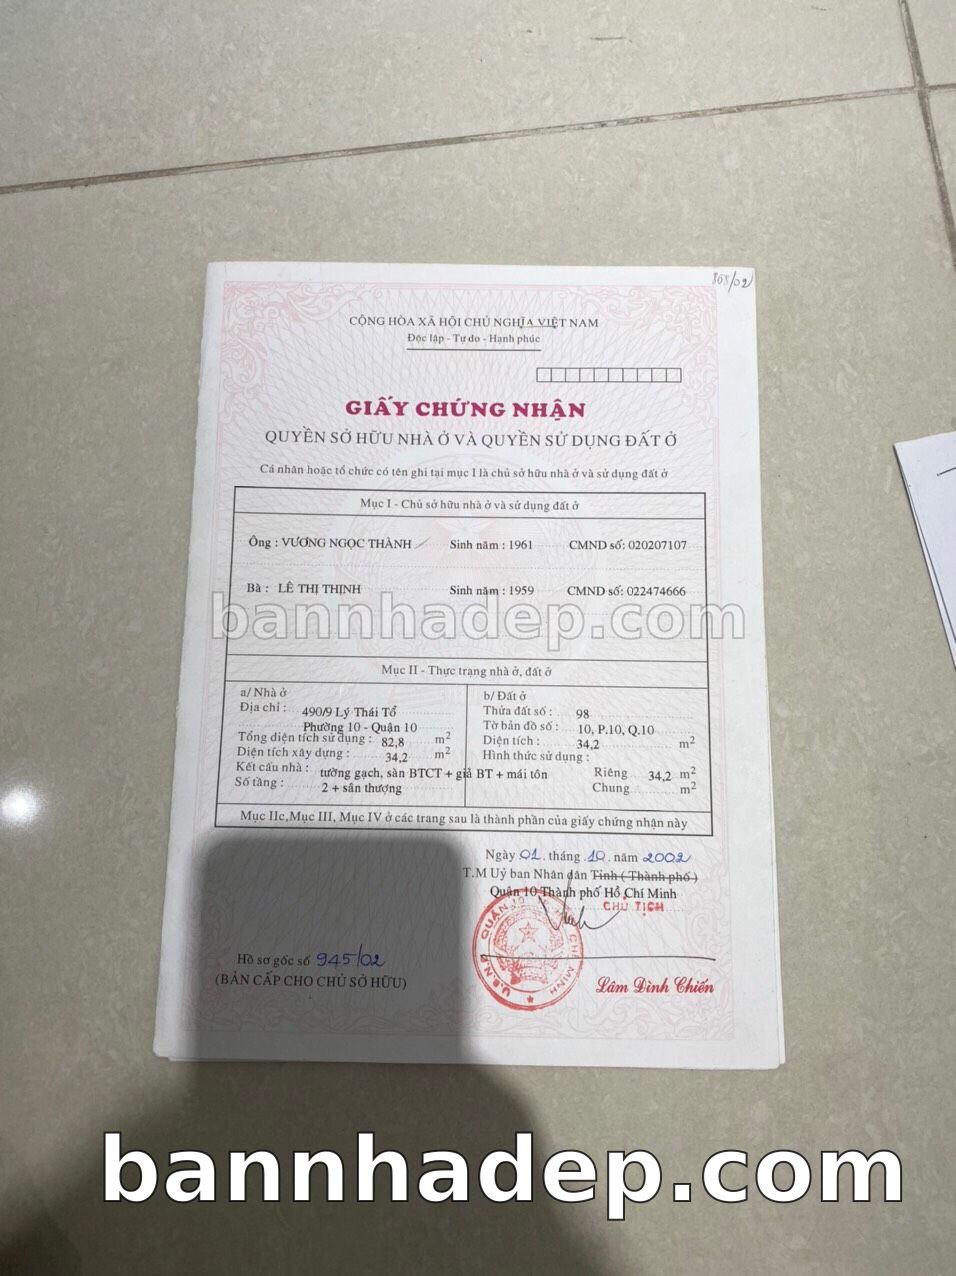 868/02
CỘNG HÒA XÃ HỘI CHỦ NGHĨA VIỆT NAM
Độc lập - Tự do - Hạnh phúc
GIẤY CHỨNG NHẬN
QUYỀN SỞ HỮU NHÀ Ở VÀ QUYỀN SỬ DỤNG ĐẤT Ở
Cá nhân hoặc tổ chức có tên ghi tại mục I là chủ sở hữu nhà ở và sử dụng đất ở
Mục I - Chủ sở hữu nhà ở và sử dụng đất ở
Ông : VƯƠNG NGỌC THÀNH Sinh năm : 1961 CMND số: 020207107
Bà : LÊ THỊ THỊNH Sinh năm : 1959 CMND số: 022474666
bannhadep.com
Mục II - Thực trạng nhà ở, đất ở
a/ Nhà ở
Địa chỉ : 490/9 Lý Thái Tổ
Phường 10 - Quận 10
Tổng diện tích sử dụng : 82,8 m2
Diện tích xây dựng : 34,2 m2
Kết cấu nhà : tường gạch, sàn BTCT + giả BT + mái tôn
Số tầng : 2 + sân thượng
b/ Đất ở
Thửa đất số : 98
Tờ bản đồ số : 10, P.10, Q.10
Diện tích : 34,2 m2
Hình thức sử dụng :
Riêng 34,2 m2
Chung m2
Mục IIc,Mục III, Mục IV ở các trang sau là thành phần của giấy chứng nhận này
Ngày 01 tháng 10 năm 2002
T.M Uỷ ban Nhân dân Tỉnh ( Thành phố )
Quận 10 Thành phố Hồ Chí Minh
CHỦ TỊCH
Hồ sơ gốc số 945/02
(BẢN CẤP CHO CHỦ SỞ HỮU)
Lâm Đình Chiến
bannhadep.com